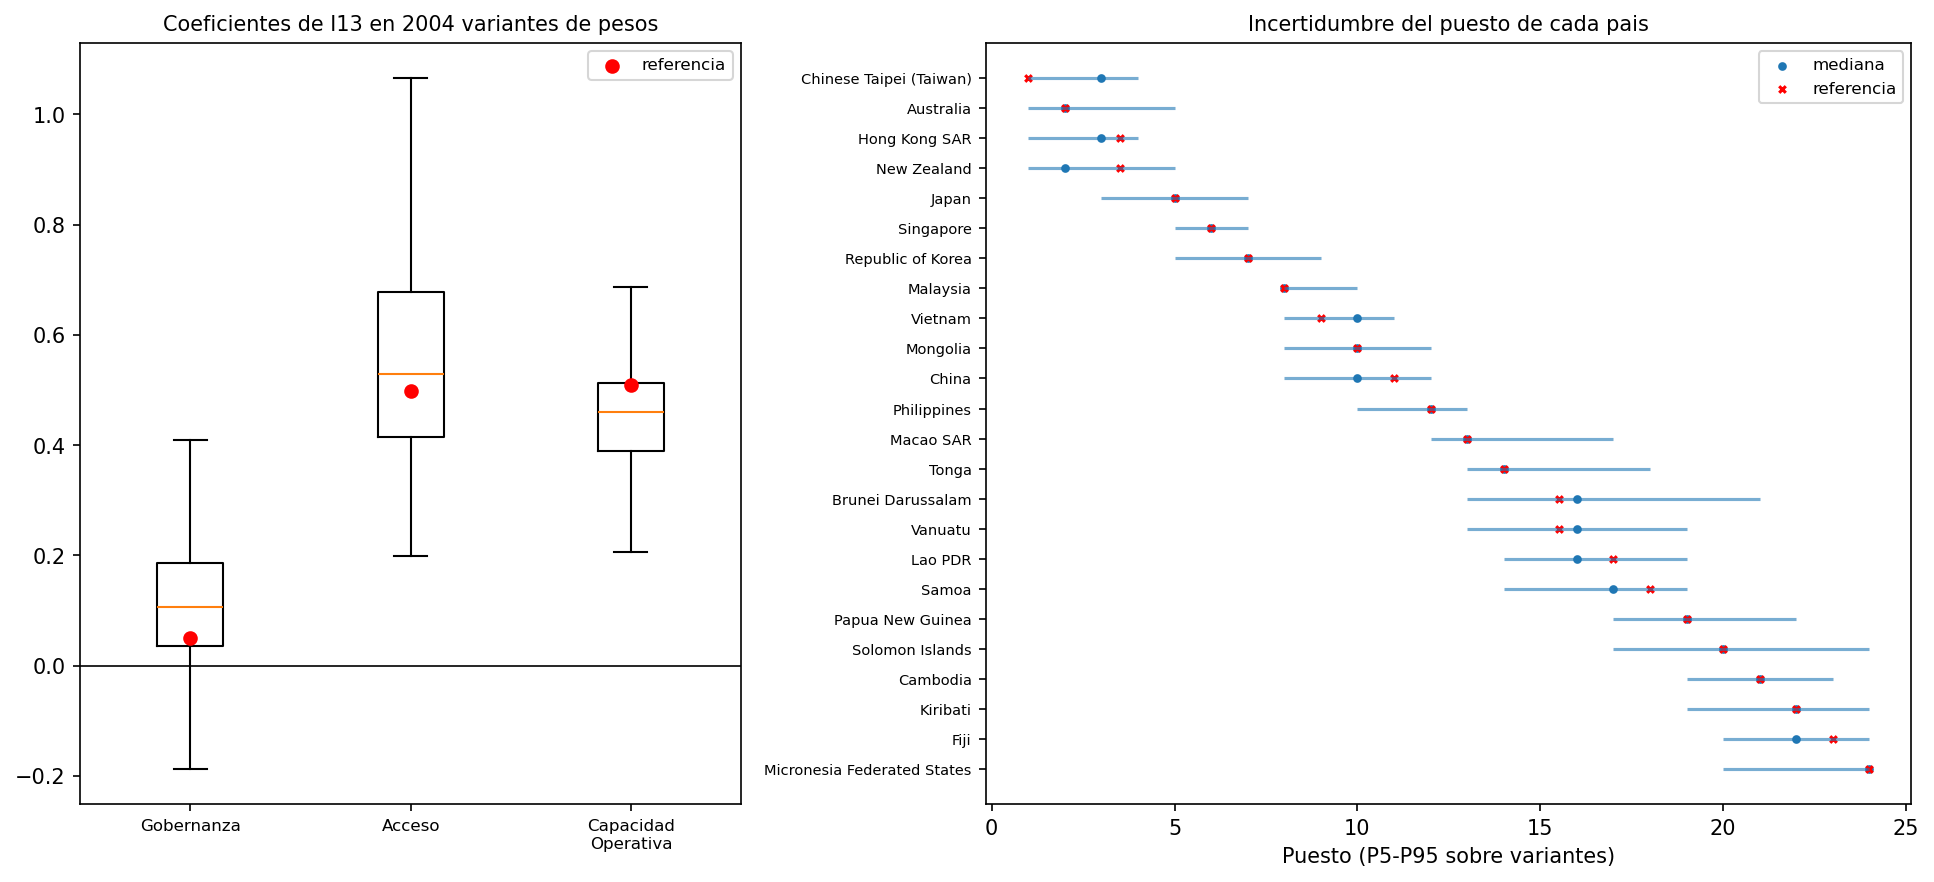 Coeficientes de I13 en 2004 variantes de pesos
referencia
1.0
0.8
0.6
0.4
0.2
0.0
−0.2
Gobernanza
Acceso
Capacidad
Operativa
Incertidumbre del puesto de cada pais
mediana
referencia
Chinese Taipei (Taiwan)
Australia
Hong Kong SAR
New Zealand
Japan
Singapore
Republic of Korea
Malaysia
Vietnam
Mongolia
China
Philippines
Macao SAR
Tonga
Brunei Darussalam
Vanuatu
Lao PDR
Samoa
Papua New Guinea
Solomon Islands
Cambodia
Kiribati
Fiji
Micronesia Federated States
0
5
10
15
20
25
Puesto (P5-P95 sobre variantes)